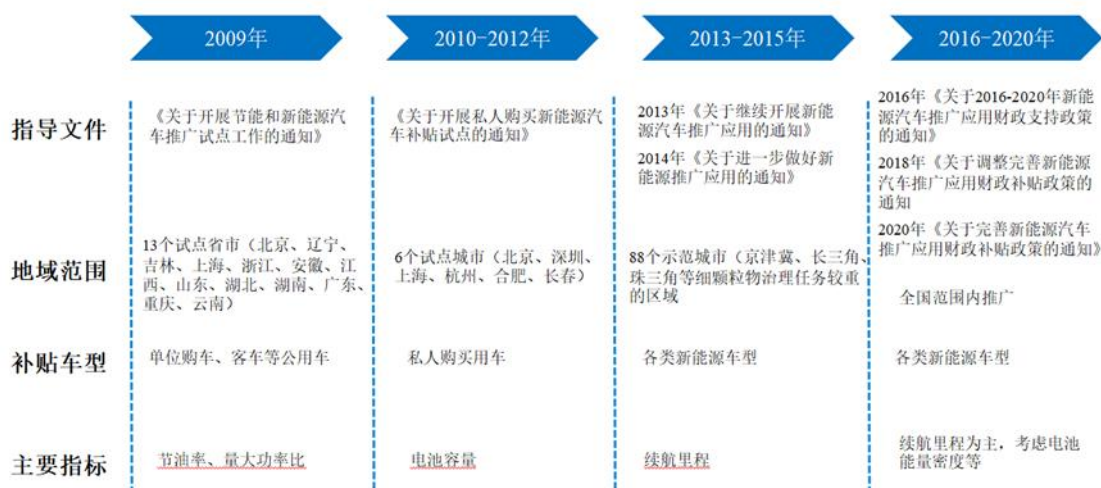 2009年
2010-2012年
2013-2015年
2016-2020年
指导文件
《关于开展节能和新能源汽
车推广试点工作的通知》
《关于开展私人购买新能源汽
车补贴试点的通知》
2013年《关于继续开展新能
源汽车推广应用的通知》
2014年《关于进一步做好新
能源推广应用的通知》
2016年《关于2016-2020年新能
源汽车推广应用财政支持政策
的通知》
2018年《关于调整完善新能源
汽车推广应用财政补贴政策的
通知
2020年《关于完善新能源汽车
推广应用财政补贴政策的通知》
地域范围
13个试点省市（北京、辽宁、
吉林、上海、浙江、安徽、江
西、山东、湖北、湖南、广东、
重庆、云南）
6个试点城市（北京、深圳、
上海、杭州、合肥、长春）
88个示范城市（京津冀、长三角、
珠三角等细颗粒物治理任务较重
的区域
全国范围内推广
补贴车型
单位购车、客车等公用车
私人购买用车
各类新能源车型
各类新能源车型
主要指标
节油率、量大功率比
电池容量
续航里程
续航里程为主，考虑电池
能量密度等